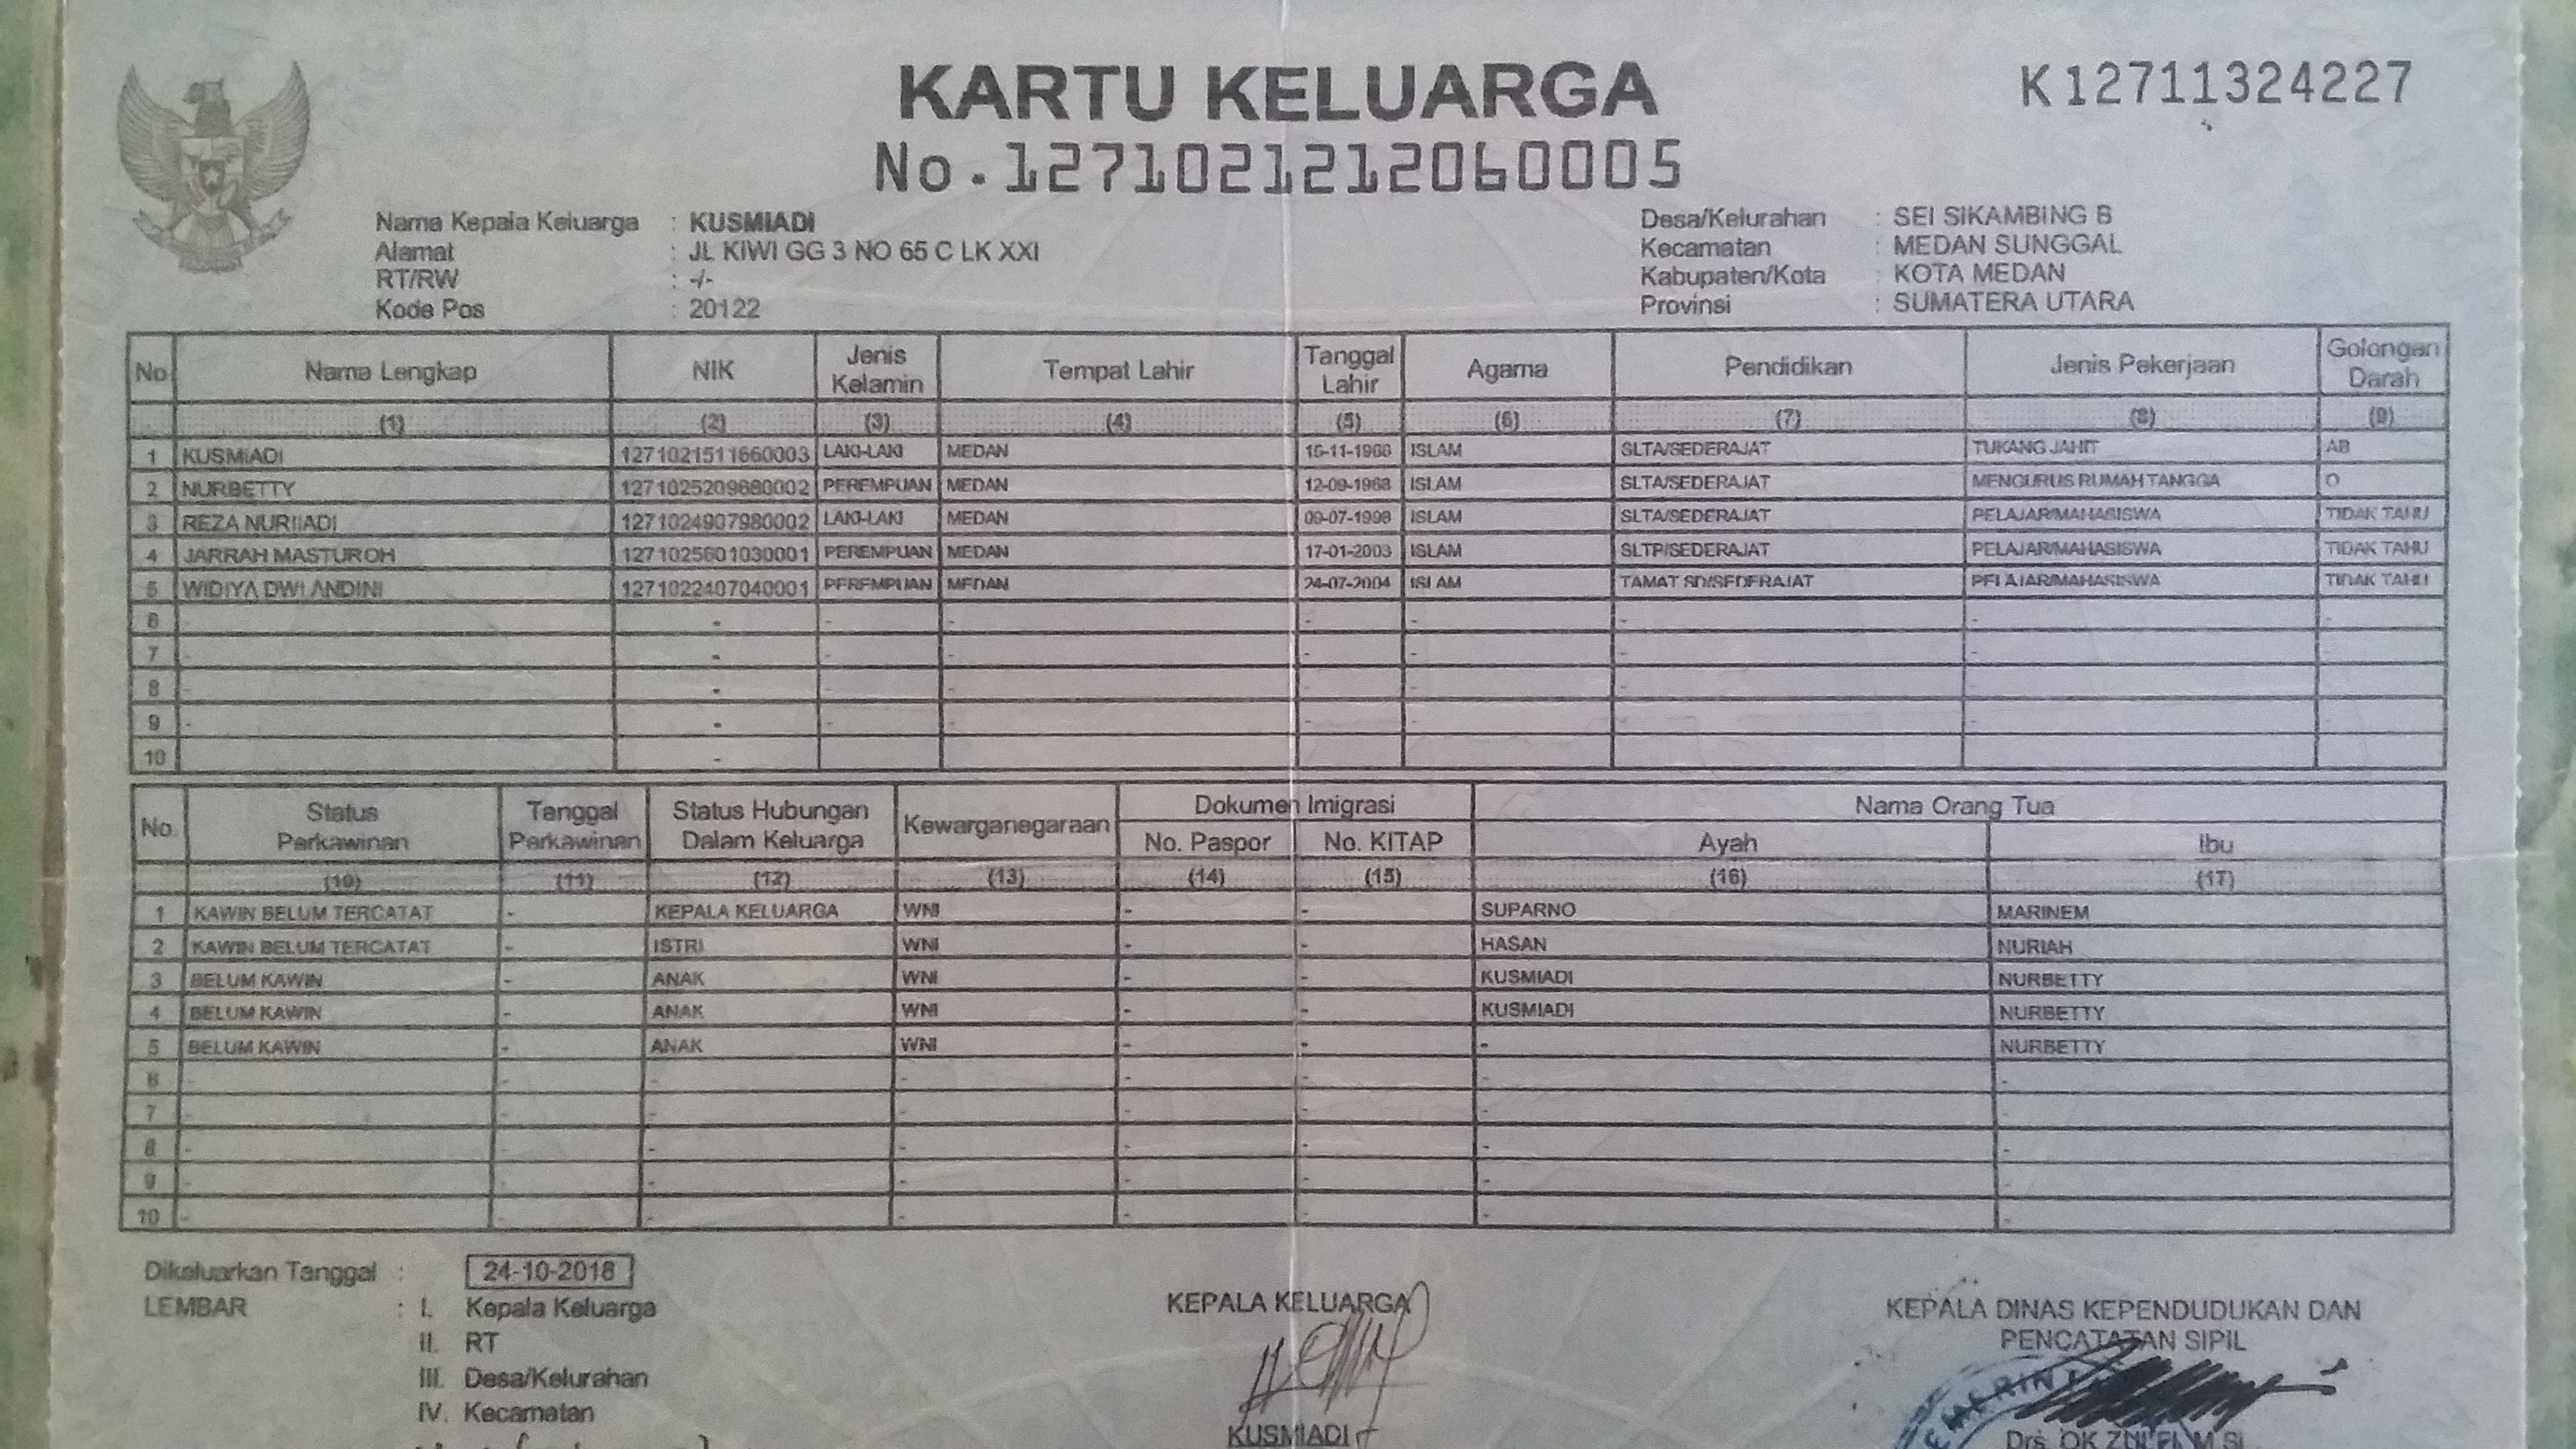 K12711324227
KARTU KELUARGA
No. 1271021212060005
Nama Kepala Keluarga : KUSMIADI
Alamat : JL KIWI GG 3 NO 65 C LK XXI
RT/RW : -/-
Kode Pos : 20122
Desa/Kelurahan : SEI SIKAMBING B
Kecamatan : MEDAN SUNGGAL
Kabupaten/Kota : KOTA MEDAN
Provinsi : SUMATERA UTARA
No Nama Lengkap NIK Jenis Kelamin Tempat Lahir Tanggal Lahir Agama Pendidikan Jenis Pekerjaan Golongan Darah
(1) (2) (3) (4) (5) (6) (7) (8) (9)
1 KUSMIADI 1271021511660003 LAKI-LAKI MEDAN 15-11-1966 ISLAM SLTA/SEDERAJAT TUKANG JAHIT AB
2 NURBETTY 1271025209680002 PEREMPUAN MEDAN 12-09-1968 ISLAM SLTA/SEDERAJAT MENGURUS RUMAH TANGGA O
3 REZA NURIIADI 1271024907980002 LAKI-LAKI MEDAN 09-07-1998 ISLAM SLTA/SEDERAJAT PELAJAR/MAHASISWA TIDAK TAHU
4 JARRAH MASTUROH 1271025601030001 PEREMPUAN MEDAN 17-01-2003 ISLAM SLTP/SEDERAJAT PELAJAR/MAHASISWA TIDAK TAHU
5 WIDIYA DWI ANDINI 1271022407040001 PEREMPUAN MEDAN 24-07-2004 ISLAM TAMAT SD/SEDERAJAT PELAJAR/MAHASISWA TIDAK TAHU
6 - - - - - - - - -
7 - - - - - - - - -
8 - - - - - - - - -
9 - - - - - - - - -
10 - - - - - - - - -
No. Status Perkawinan Tanggal Perkawinan Status Hubungan Dalam Keluarga Kewarganegaraan Dokumen Imigrasi Nama Orang Tua
No. Paspor No. KITAP Ayah Ibu
(10) (11) (12) (13) (14) (15) (16) (17)
1 KAWIN BELUM TERCATAT - KEPALA KELUARGA WNI - - SUPARNO MARINEM
2 KAWIN BELUM TERCATAT - ISTRI WNI - - HASAN NURIAH
3 BELUM KAWIN - ANAK WNI - - KUSMIADI NURBETTY
4 BELUM KAWIN - ANAK WNI - - KUSMIADI NURBETTY
5 BELUM KAWIN - ANAK WNI - - - NURBETTY
6 - - - - - - - -
7 - - - - - - - -
8 - - - - - - - -
9 - - - - - - - -
10 - - - - - - - -
Dikeluarkan Tanggal : 24-10-2018
LEMBAR : I. Kepala Keluarga
II. RT
III. Desa/Kelurahan
IV. Kecamatan
KEPALA KELUARGA
KUSMIADI
KEPALA DINAS KEPENDUDUKAN DAN
PENCATATAN SIPIL
Drs. OK ZULFI, M.Si